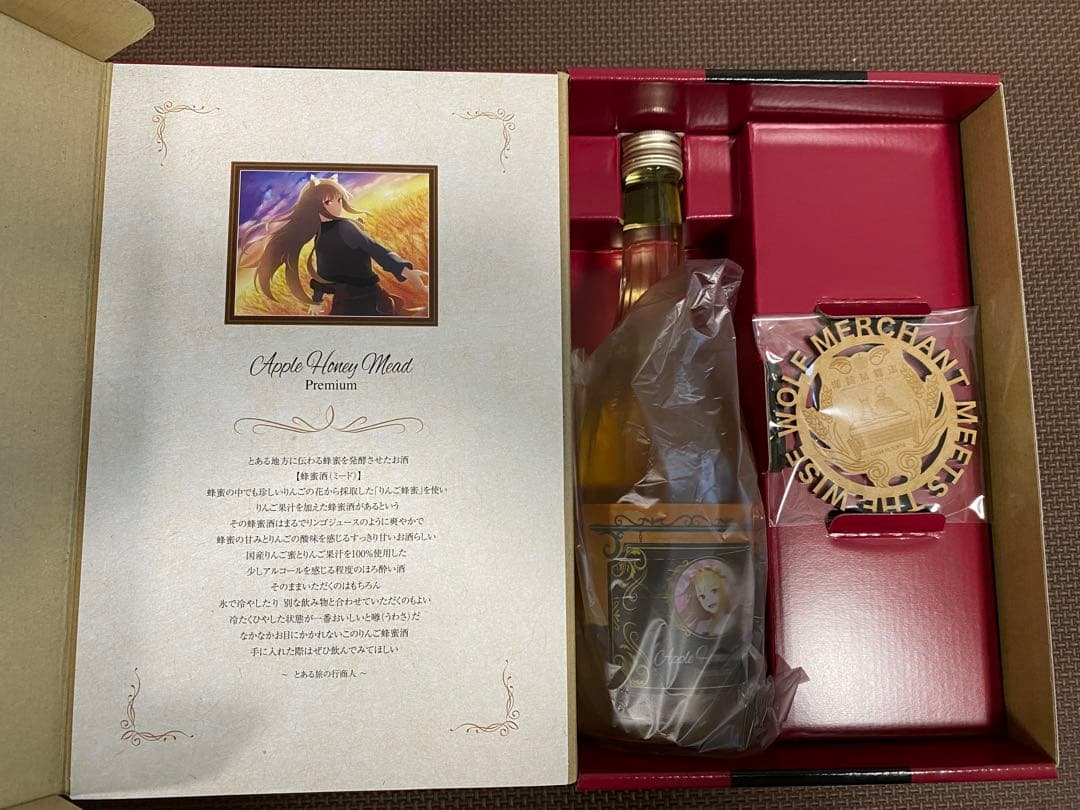 Apple Honey Mead
Premium
とある地方に伝わる蜂蜜を発酵させたお酒
【蜂蜜酒（ミード）】
蜂蜜の中でも珍しいりんごの花から採取した「りんご蜂蜜」を使い
りんご果汁を加えた蜂蜜酒があるという
その蜂蜜酒はまるでリンゴジュースのように爽やかで
蜂蜜の甘みとりんごの酸味を感じるすっきり甘いお酒らしい
国産りんご蜜とりんご果汁を100%使用した
少しアルコールを感じる程度のほろ酔い酒
そのままいただくのはもちろん
氷で冷やしたり 別な飲み物と合わせていただくのもよい
冷たくひやした状態が一番おいしいと噂（うわさ）だ
なかなかお目にかかれないこのりんご蜂蜜酒
手に入れた際はぜひ飲んでみてほしい
～ とある旅の行商人 ～
Apple H
MERCHANT MEETS THE WISE WOLF